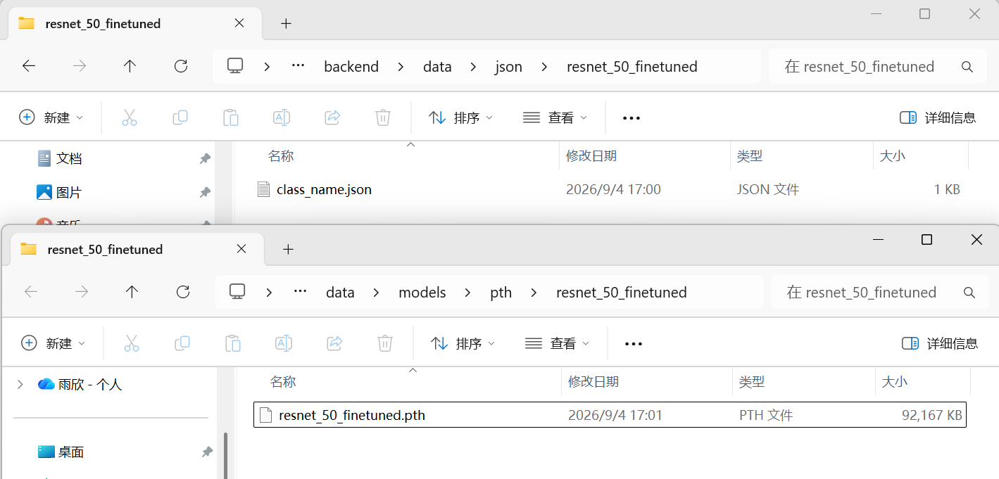 resnet_50_finetuned
… backend data json resnet_50_finetuned 在 resnet_50_finetuned
新建 排序 查看 ••• 详细信息
名称 修改日期 类型 大小
文档
class_name.json 2026/9/4 17:00 JSON 文件 1 KB
图片
音乐
resnet_50_finetuned
… data models pth resnet_50_finetuned 在 resnet_50_finetuned
新建 排序 查看 ••• 详细信息
名称 修改日期 类型 大小
雨欣 - 个人
resnet_50_finetuned.pth 2026/9/4 17:01 PTH 文件 92,167 KB
桌面